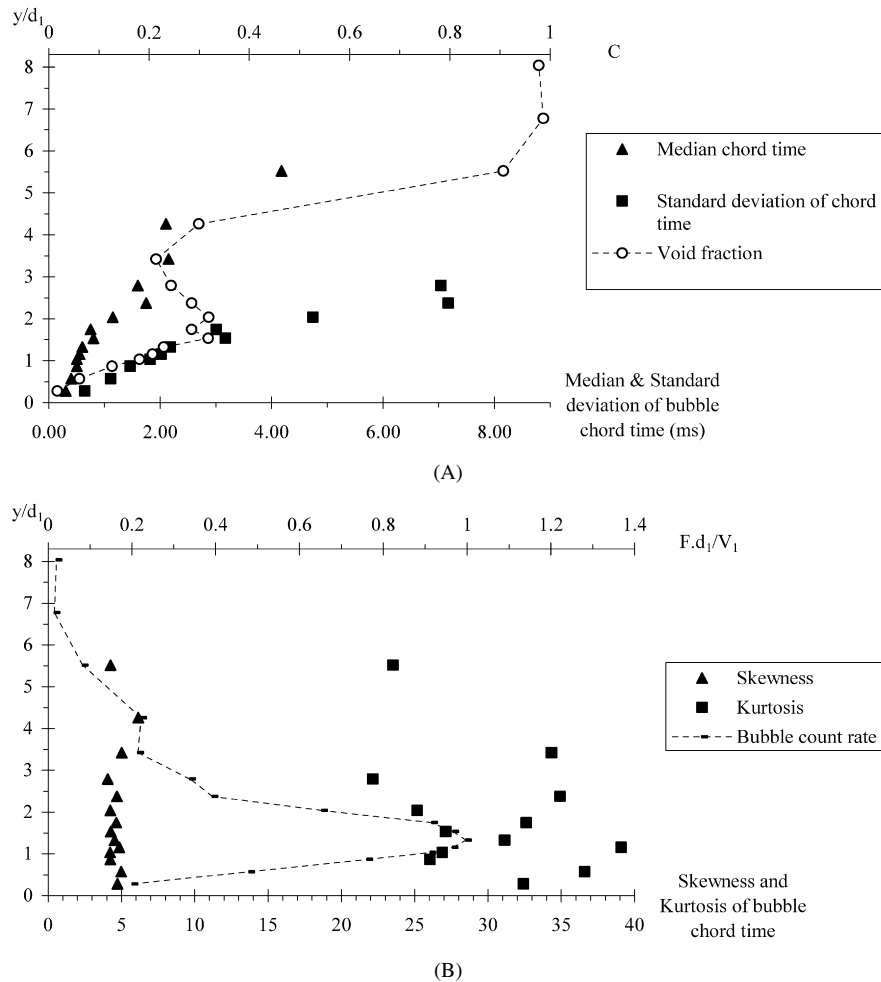 y/d1
0 0.2 0.4 0.6 0.8 1
C
8
7
6
5
4
3
2
1
0
0.00 2.00 4.00 6.00 8.00
Median chord time
Standard deviation of chord
time
Void fraction
Median & Standard
deviation of bubble
chord time (ms)
(A)
y/d1
0 0.2 0.4 0.6 0.8 1 1.2 1.4
F.d1/V1
8
7
6
5
4
3
2
1
0
0 5 10 15 20 25 30 35 40
Skewness
Kurtosis
Bubble count rate
Skewness and
Kurtosis of bubble
chord time
(B)